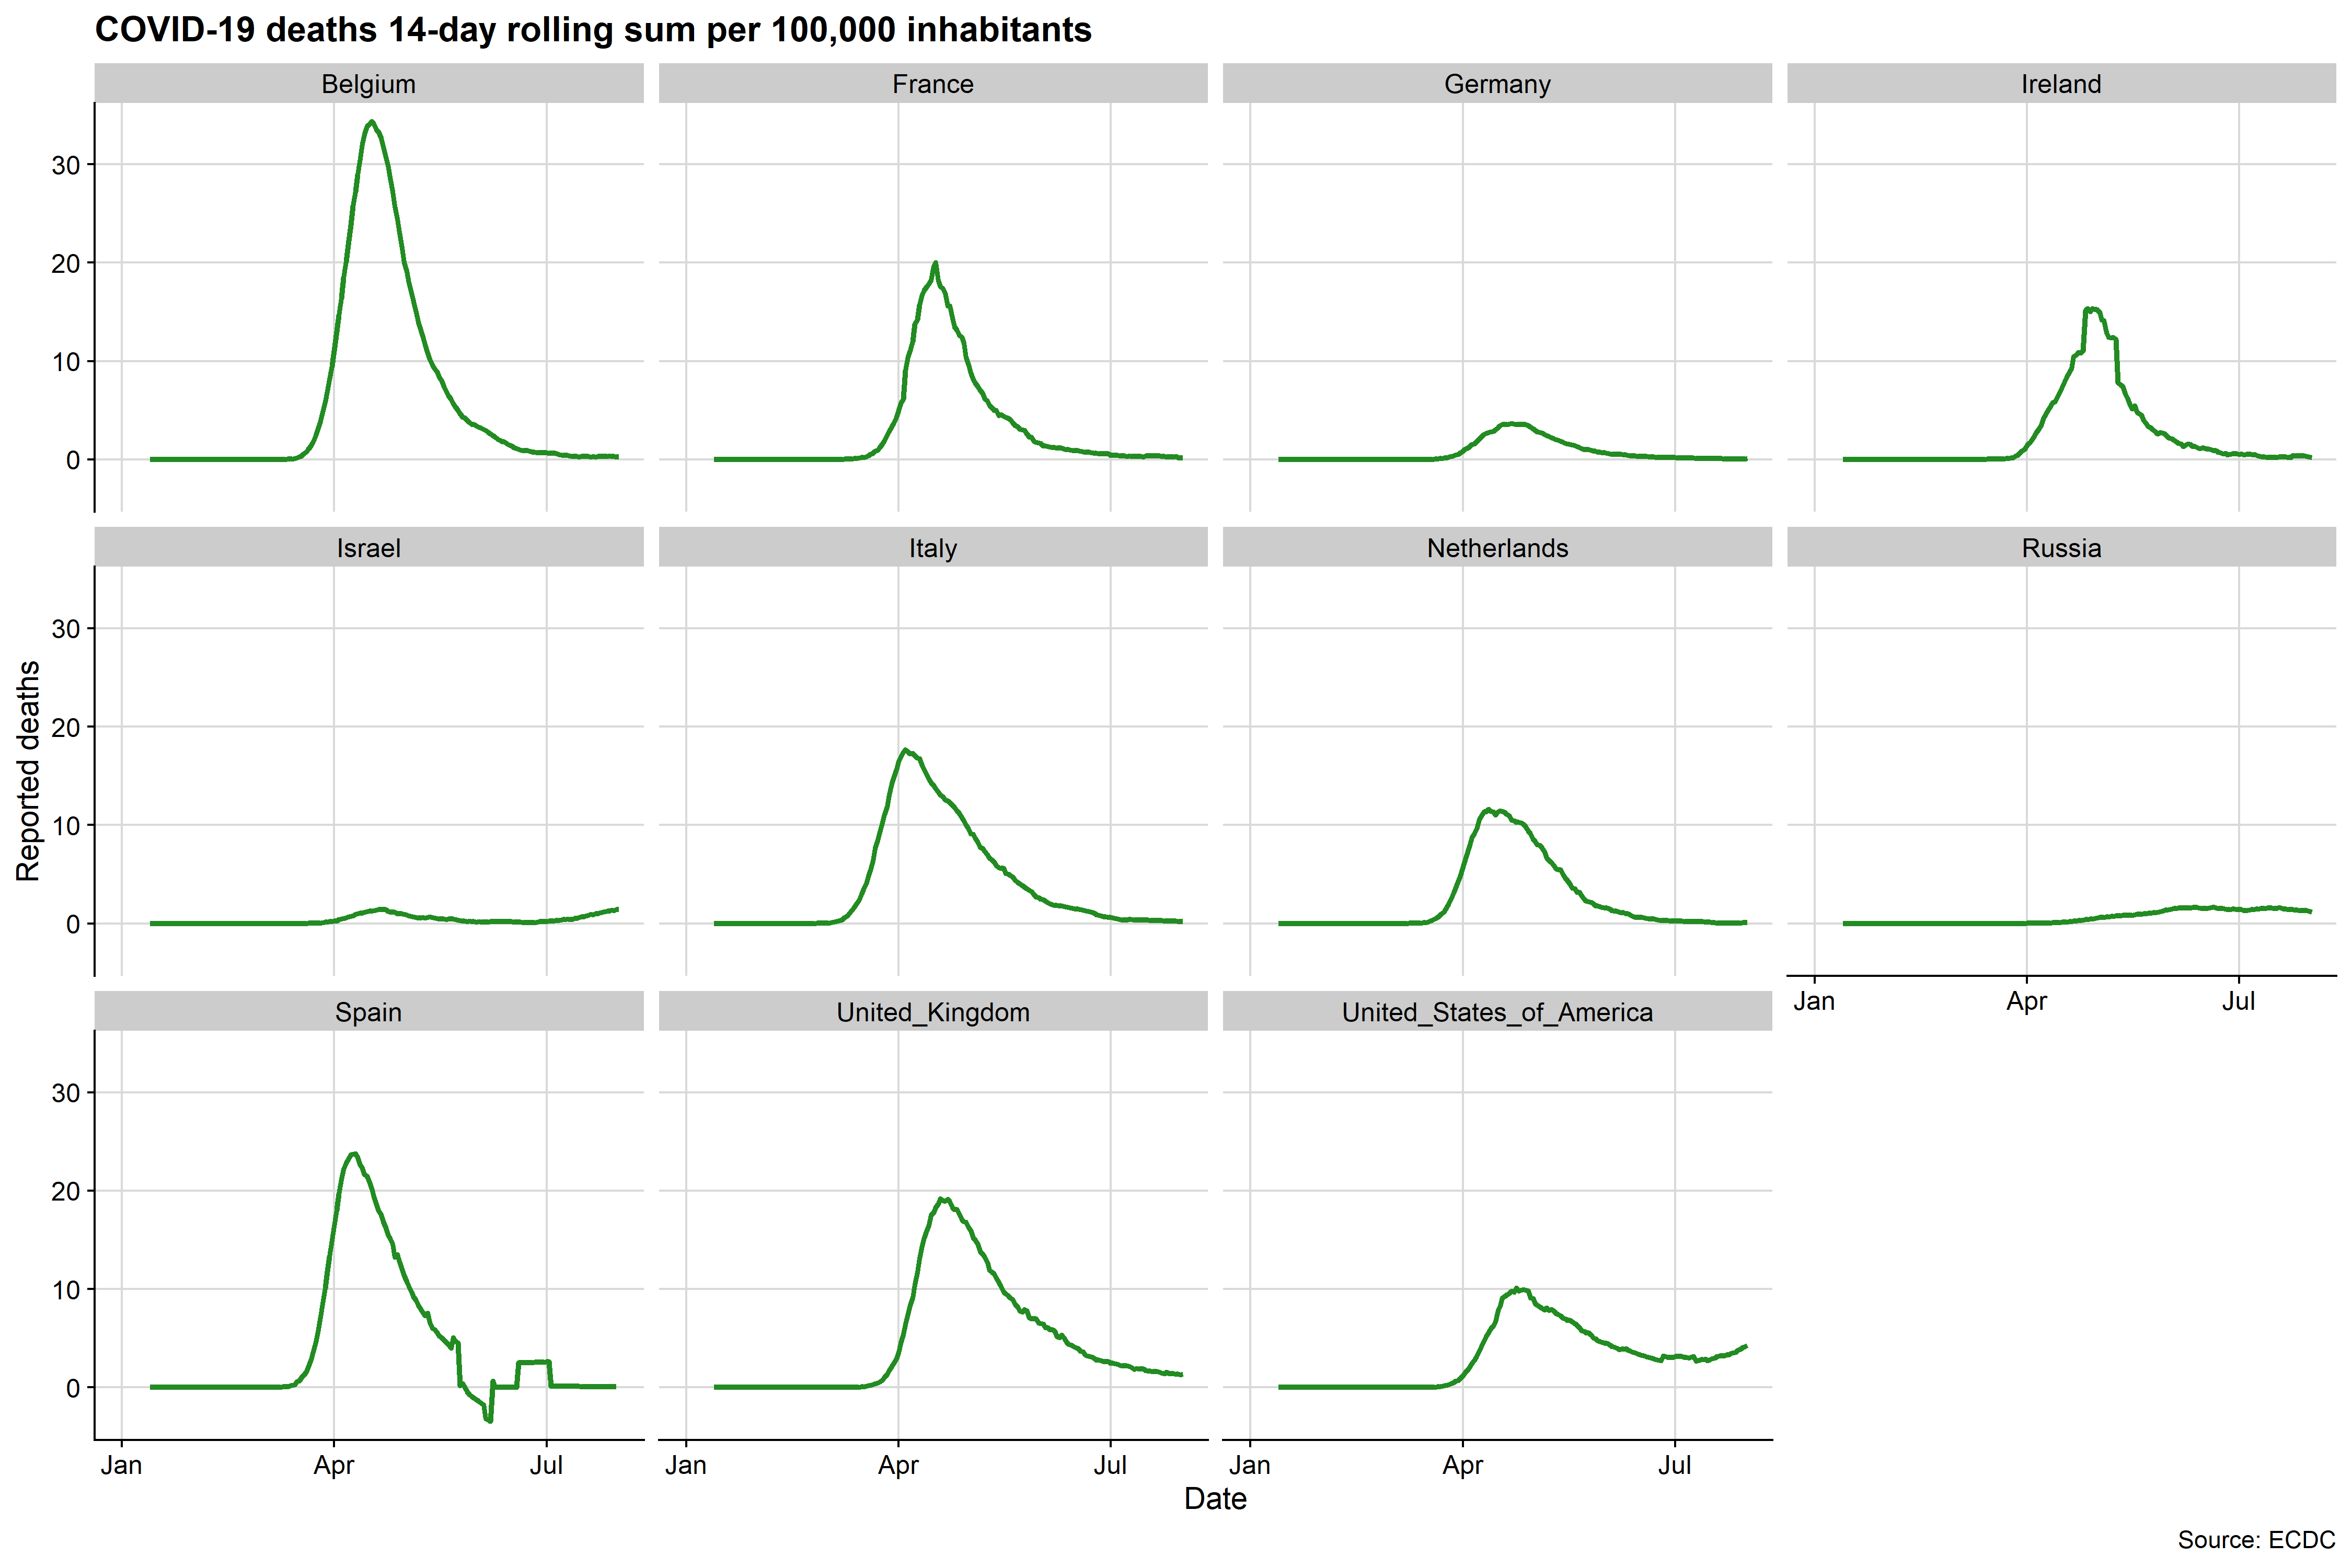 COVID-19 deaths 14-day rolling sum per 100,000 inhabitants
Belgium France Germany Ireland
30
20
10
0
Israel Italy Netherlands Russia
30
20
10
0
Jan Apr Jul
Reported deaths
Spain United_Kingdom United_States_of_America
30
20
10
0
Jan Apr Jul Jan Apr Jul Jan Apr Jul
Date
Source: ECDC